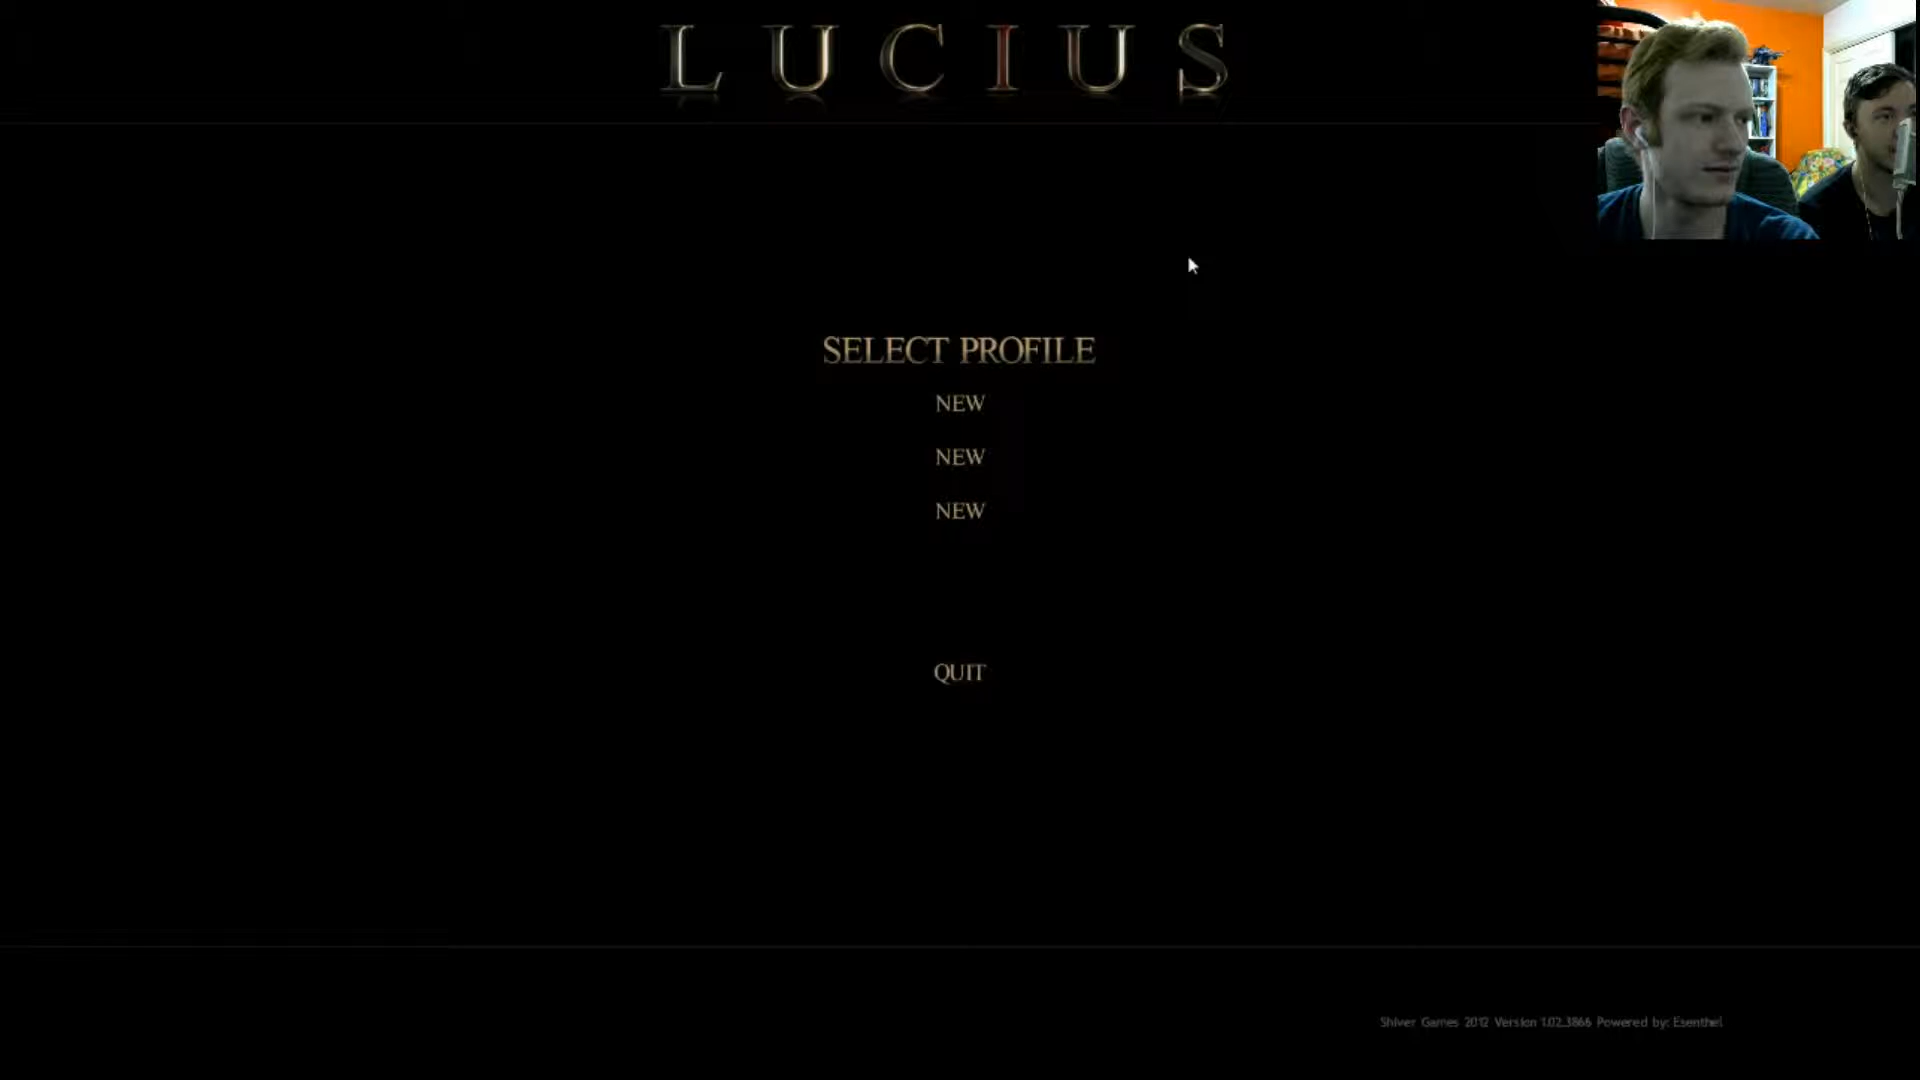 LUCIUS
SELECT PROFILE
NEW
NEW
NEW
QUIT
Shiver Games 2012 Version 1.02.3866 Powered by: Esenthel